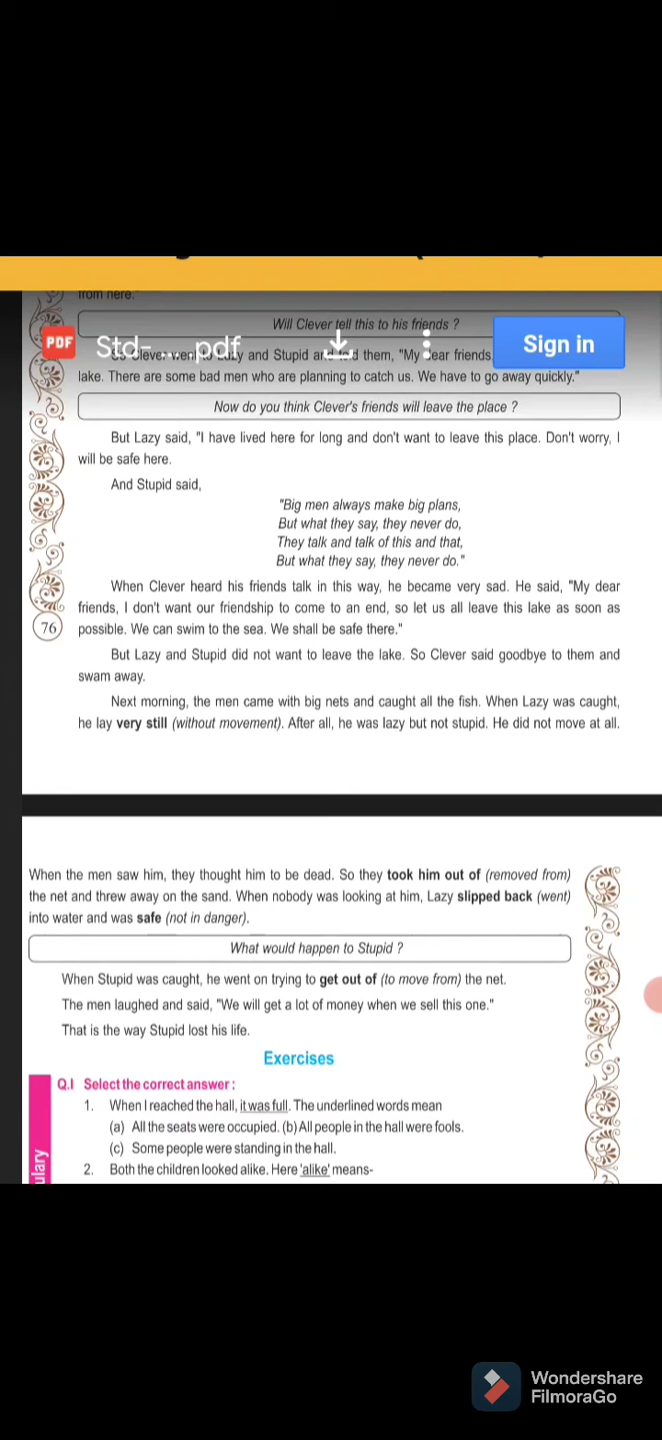 from here."
Will Clever tell this to his friends ?
PDF
Std-... .pdf
Sign in
So Clever went to Lazy and Stupid and told them, "My dear friends,
lake. There are some bad men who are planning to catch us. We have to go away quickly."
Now do you think Clever's friends will leave the place ?
But Lazy said, "I have lived here for long and don't want to leave this place. Don't worry, I
will be safe here.
And Stupid said,
"Big men always make big plans,
But what they say, they never do,
They talk and talk of this and that,
But what they say, they never do."
When Clever heard his friends talk in this way, he became very sad. He said, "My dear
friends, I don't want our friendship to come to an end, so let us all leave this lake as soon as
76
possible. We can swim to the sea. We shall be safe there."
But Lazy and Stupid did not want to leave the lake. So Clever said goodbye to them and
swam away.
Next morning, the men came with big nets and caught all the fish. When Lazy was caught,
he lay very still (without movement). After all, he was lazy but not stupid. He did not move at all.
When the men saw him, they thought him to be dead. So they took him out of (removed from)
the net and threw away on the sand. When nobody was looking at him, Lazy slipped back (went)
into water and was safe (not in danger).
What would happen to Stupid ?
When Stupid was caught, he went on trying to get out of (to move from) the net.
The men laughed and said, "We will get a lot of money when we sell this one."
That is the way Stupid lost his life.
Exercises
Q.I Select the correct answer :
1. When I reached the hall, it was full. The underlined words mean
(a) All the seats were occupied. (b) All people in the hall were fools.
(c) Some people were standing in the hall.
2. Both the children looked alike. Here 'alike' means-
ulary
Wondershare
FilmoraGo